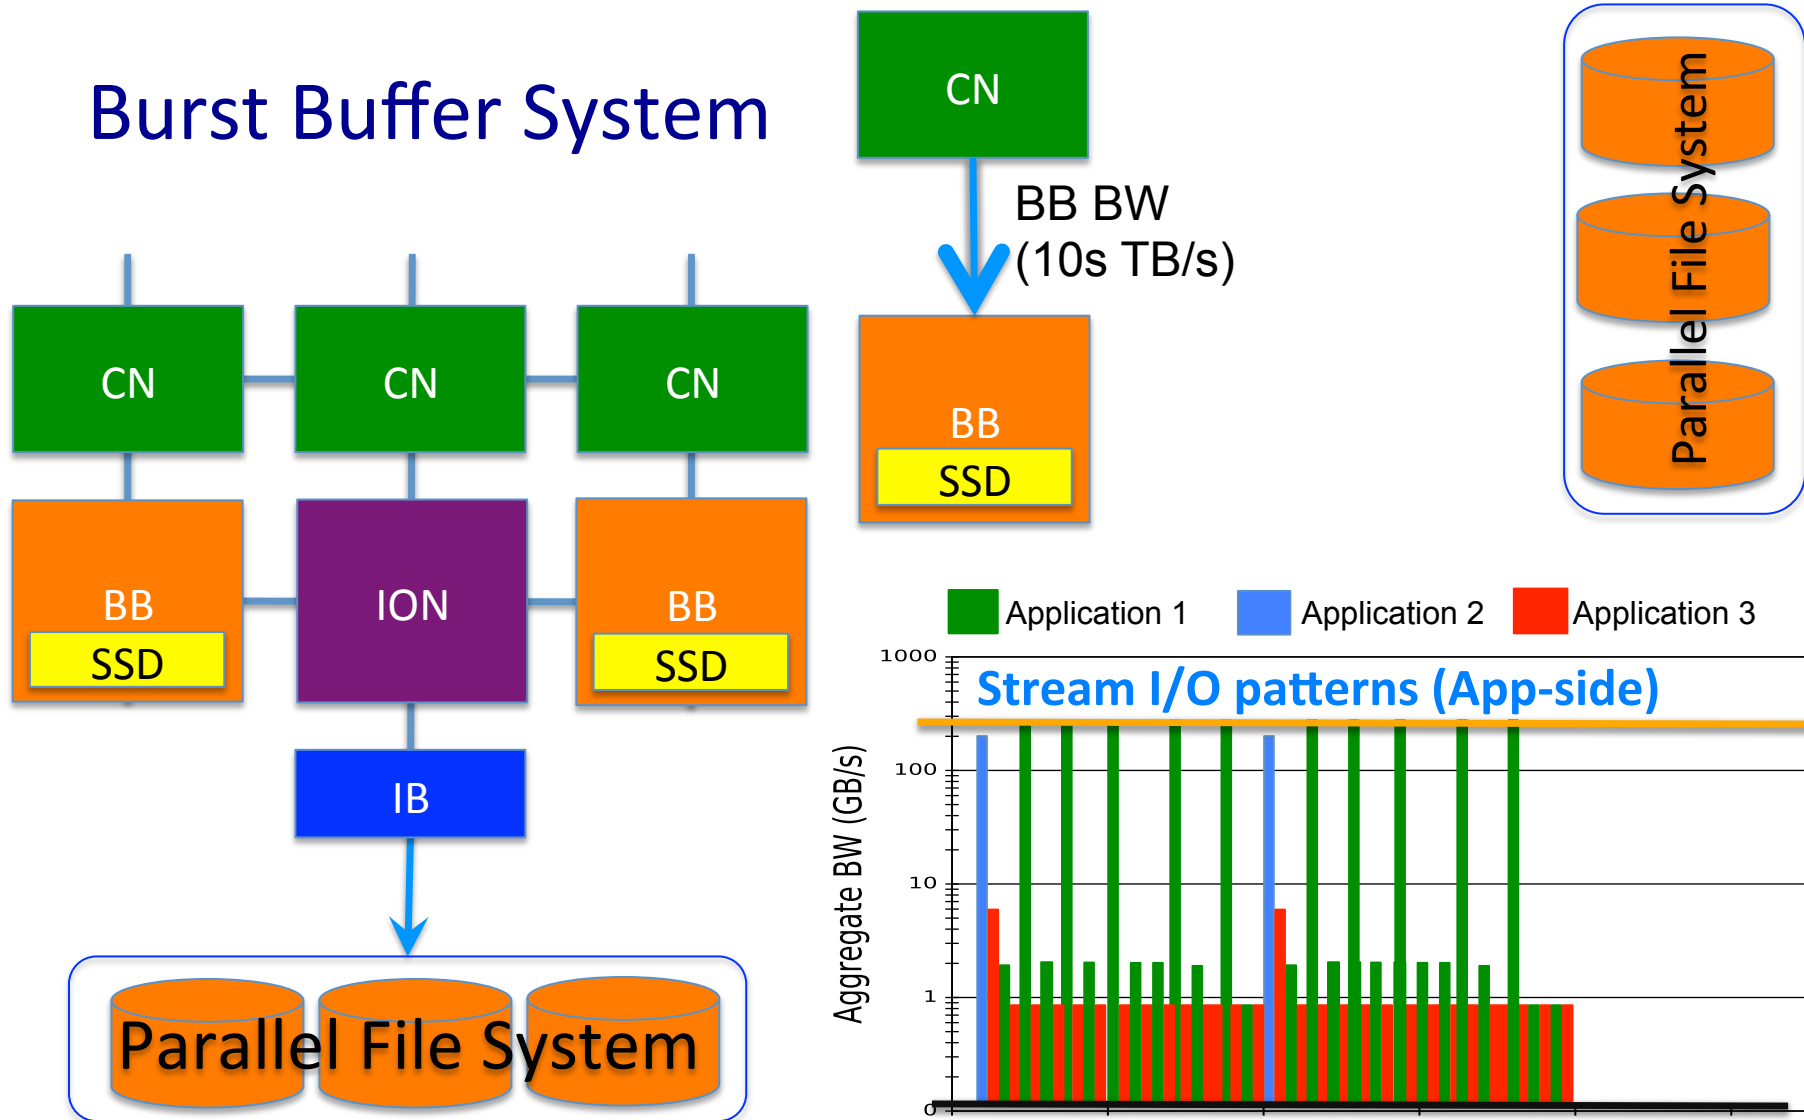 Burst Buffer System
CN
BB BW
(10s TB/s)
BB
SSD
Parallel File System
CN
CN
CN
BB
SSD
ION
BB
SSD
IB
Parallel File System
Application 1
Application 2
Application 3
Stream I/O patterns (App-side)
Aggregate BW (GB/s)
1000
100
10
1
0